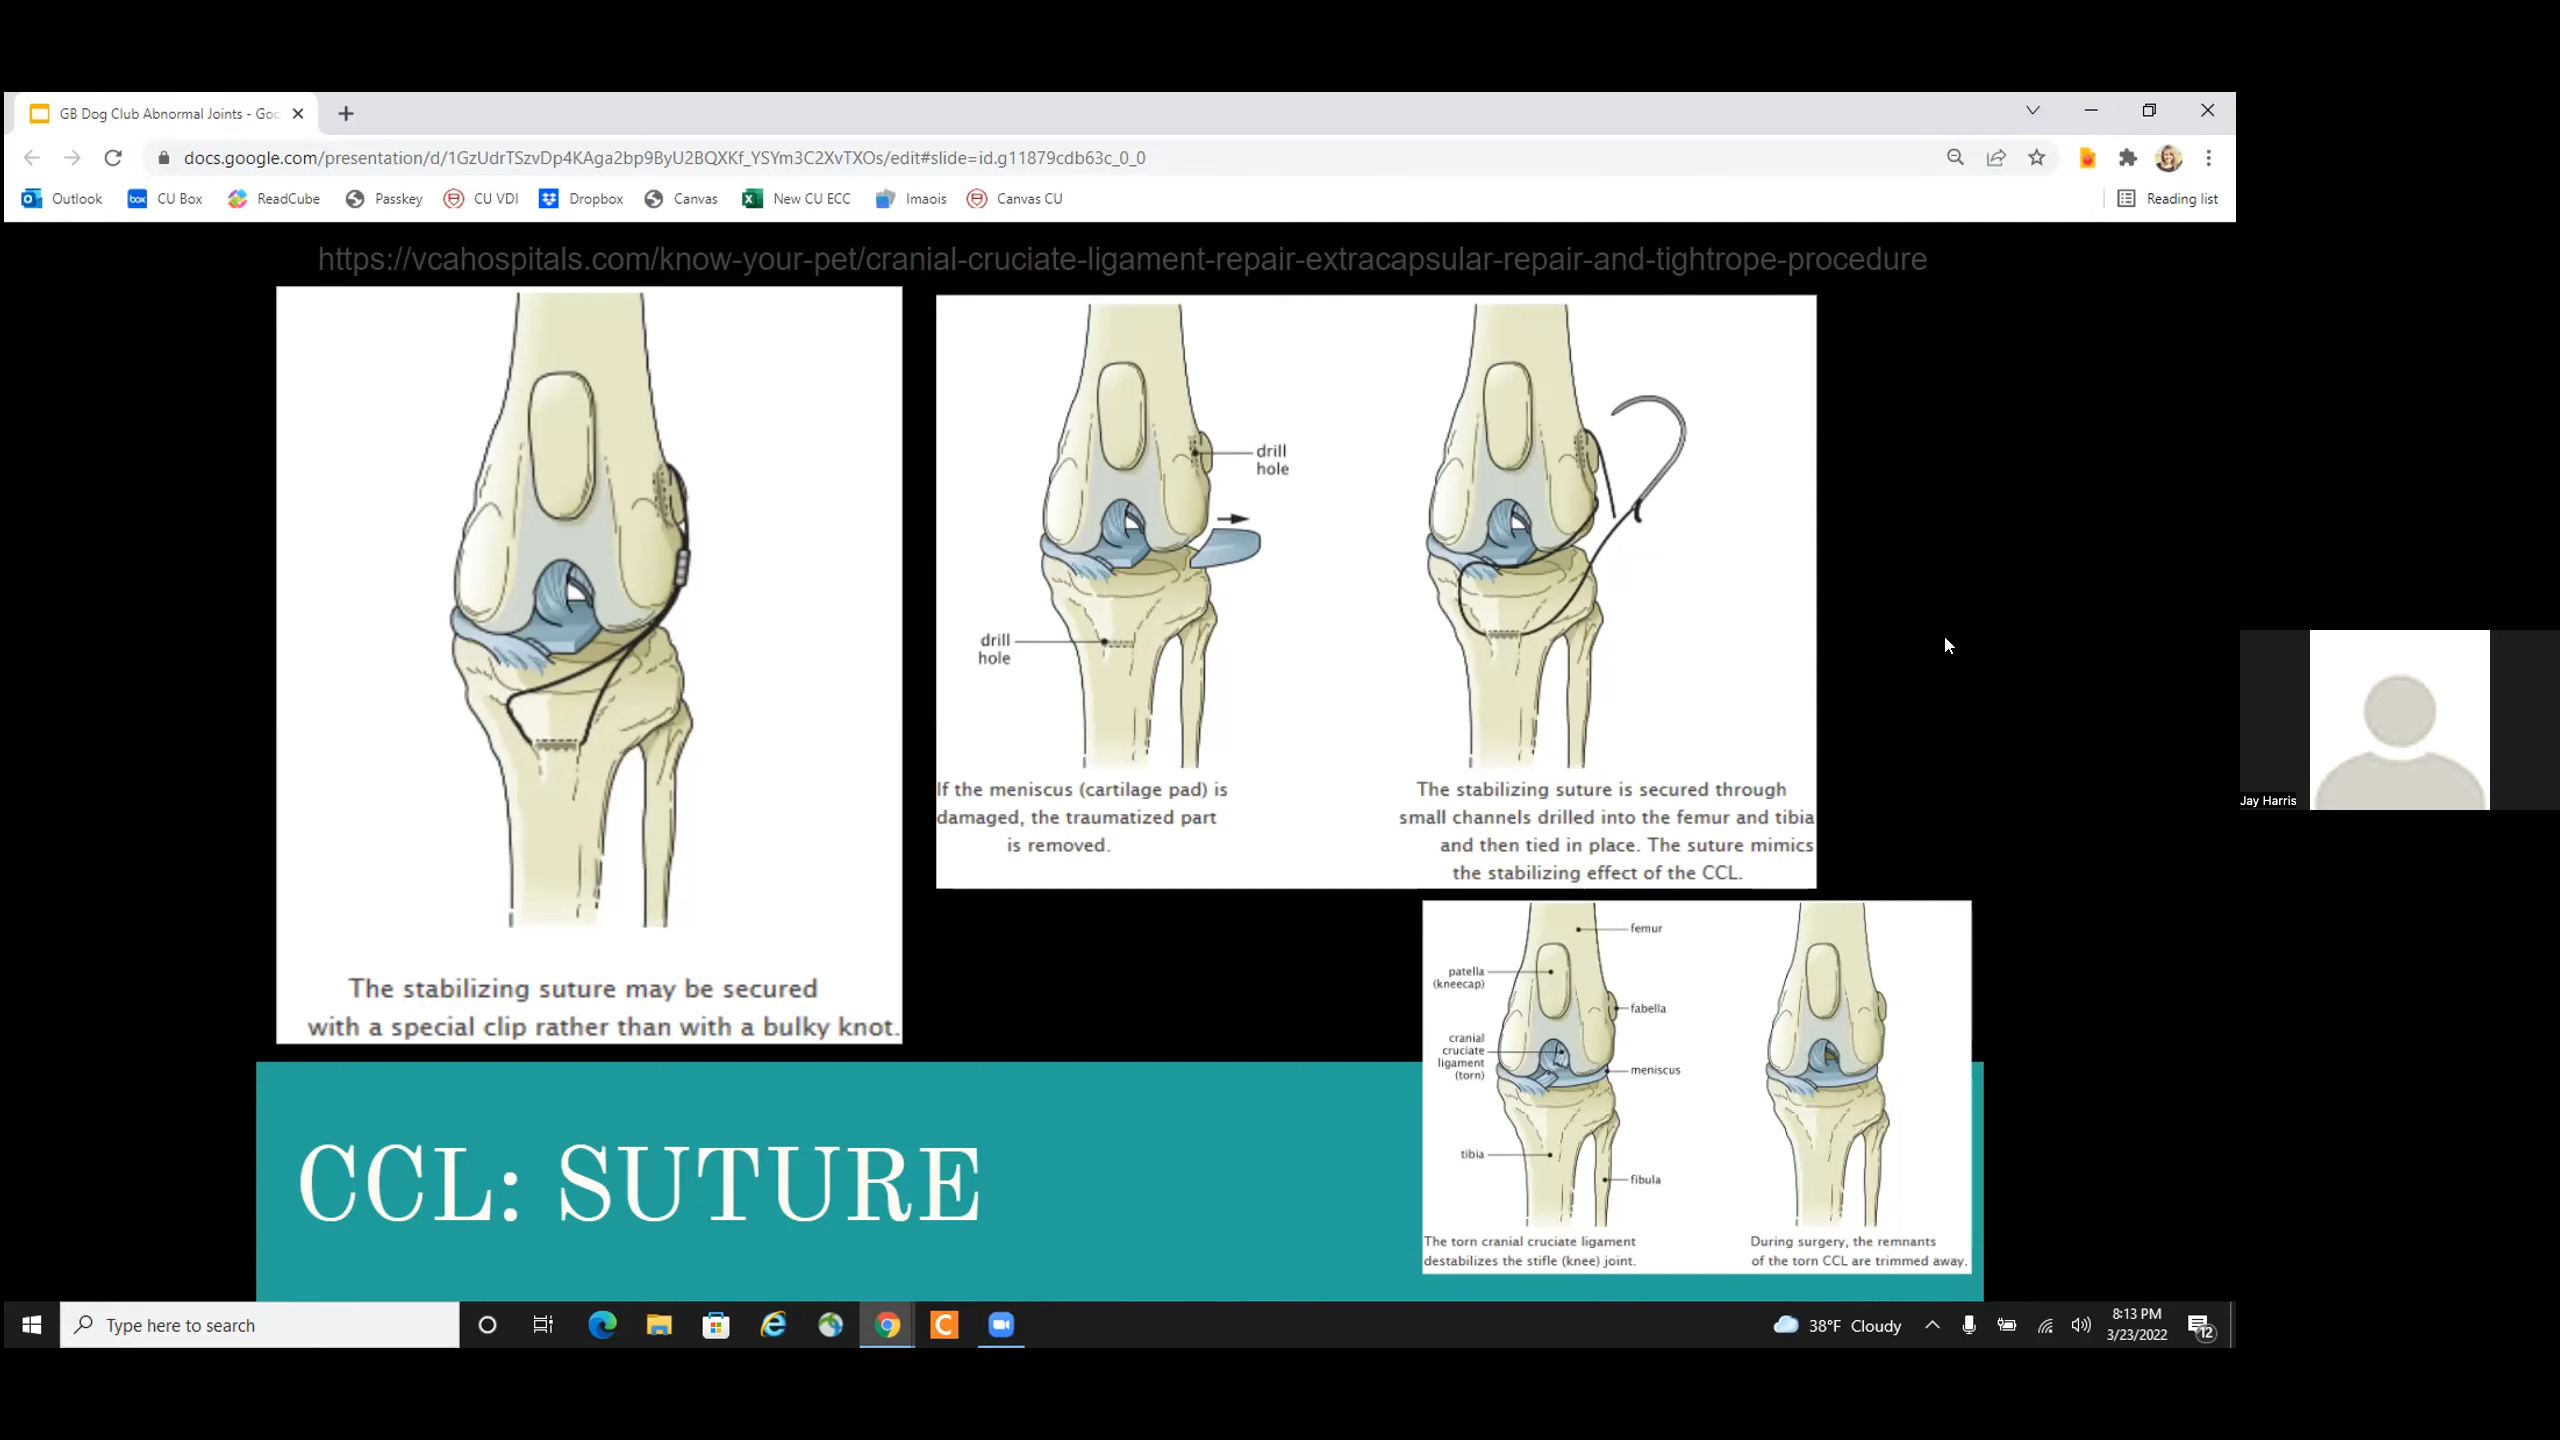 GB Dog Club Abnormal Joints - Goo
docs.google.com/presentation/d/1GzUdrTSzvDp4KAga2bp9ByU2BQXKf_YSYm3C2XvTXOs/edit#slide=id.g11879cdb63c_0_0
Outlook
box
CU Box
ReadCube
Passkey
CU VDI
Dropbox
Canvas
New CU ECC
Imaois
Canvas CU
Reading list
https://vcahospitals.com/know-your-pet/cranial-cruciate-ligament-repair-extracapsular-repair-and-tightrope-procedure
The stabilizing suture may be secured
with a special clip rather than with a bulky knot.
drill
hole
drill
hole
If the meniscus (cartilage pad) is
damaged, the traumatized part
is removed.
The stabilizing suture is secured through
small channels drilled into the femur and tibia
and then tied in place. The suture mimics
the stabilizing effect of the CCL.
femur
patella
(kneecap)
fabella
cranial
cruciate
ligament
(torn)
meniscus
tibia
fibula
The torn cranial cruciate ligament
destabilizes the stifle (knee) joint.
During surgery, the remnants
of the torn CCL are trimmed away.
CCL: SUTURE
Jay Harris
Type here to search
38°F Cloudy
8:13 PM
3/23/2022
12